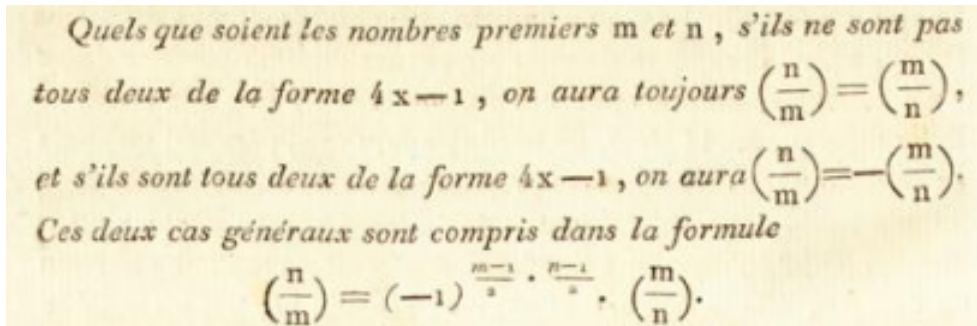 Quels que soient les nombres premiers m et n, s'ils ne sont pas
tous deux de la forme 4x—1, on aura toujours (n/m)=(m/n),
et s'ils sont tous deux de la forme 4x—1, on aura (n/m)=—(m/n).
Ces deux cas généraux sont compris dans la formule
(n/m) = (—1)^((m—1)/2 · (n—1)/2) . (m/n).